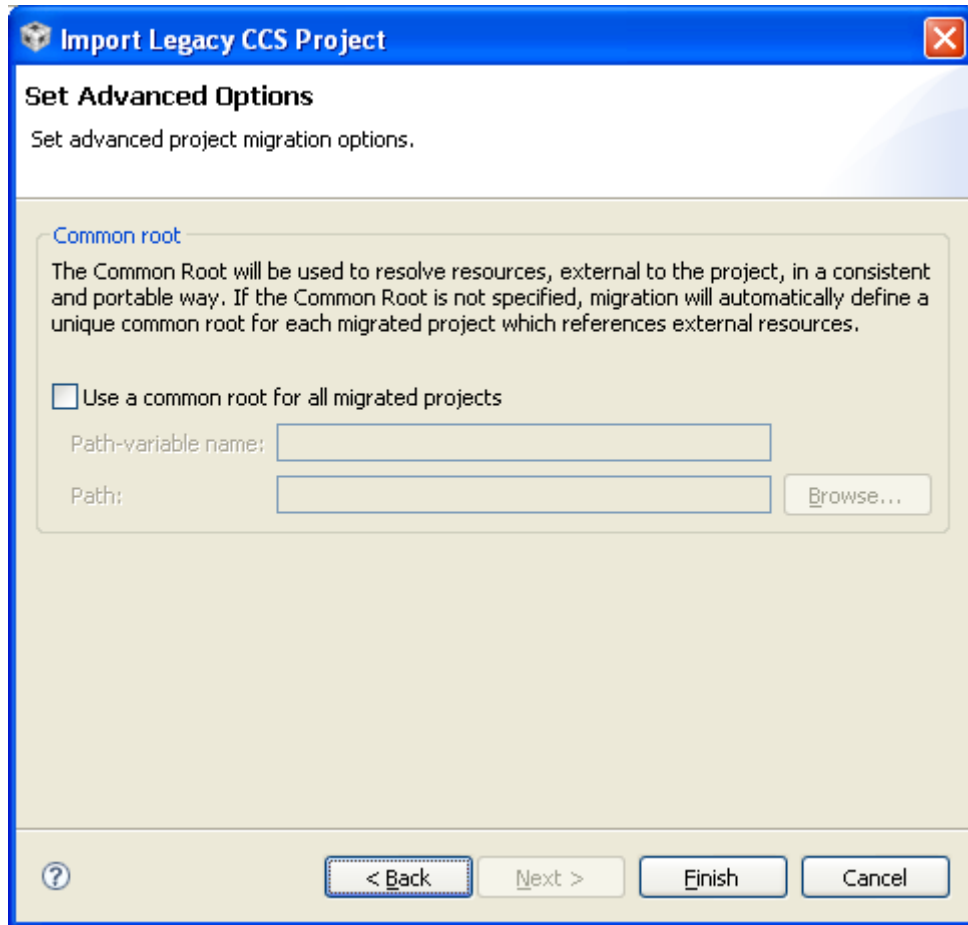 Import Legacy CCS Project
Set Advanced Options
Set advanced project migration options.
Common root
The Common Root will be used to resolve resources, external to the project, in a consistent
and portable way. If the Common Root is not specified, migration will automatically define a
unique common root for each migrated project which references external resources.
Use a common root for all migrated projects
Path-variable name:
Path:
Browse...
?
< Back
Next >
Finish
Cancel